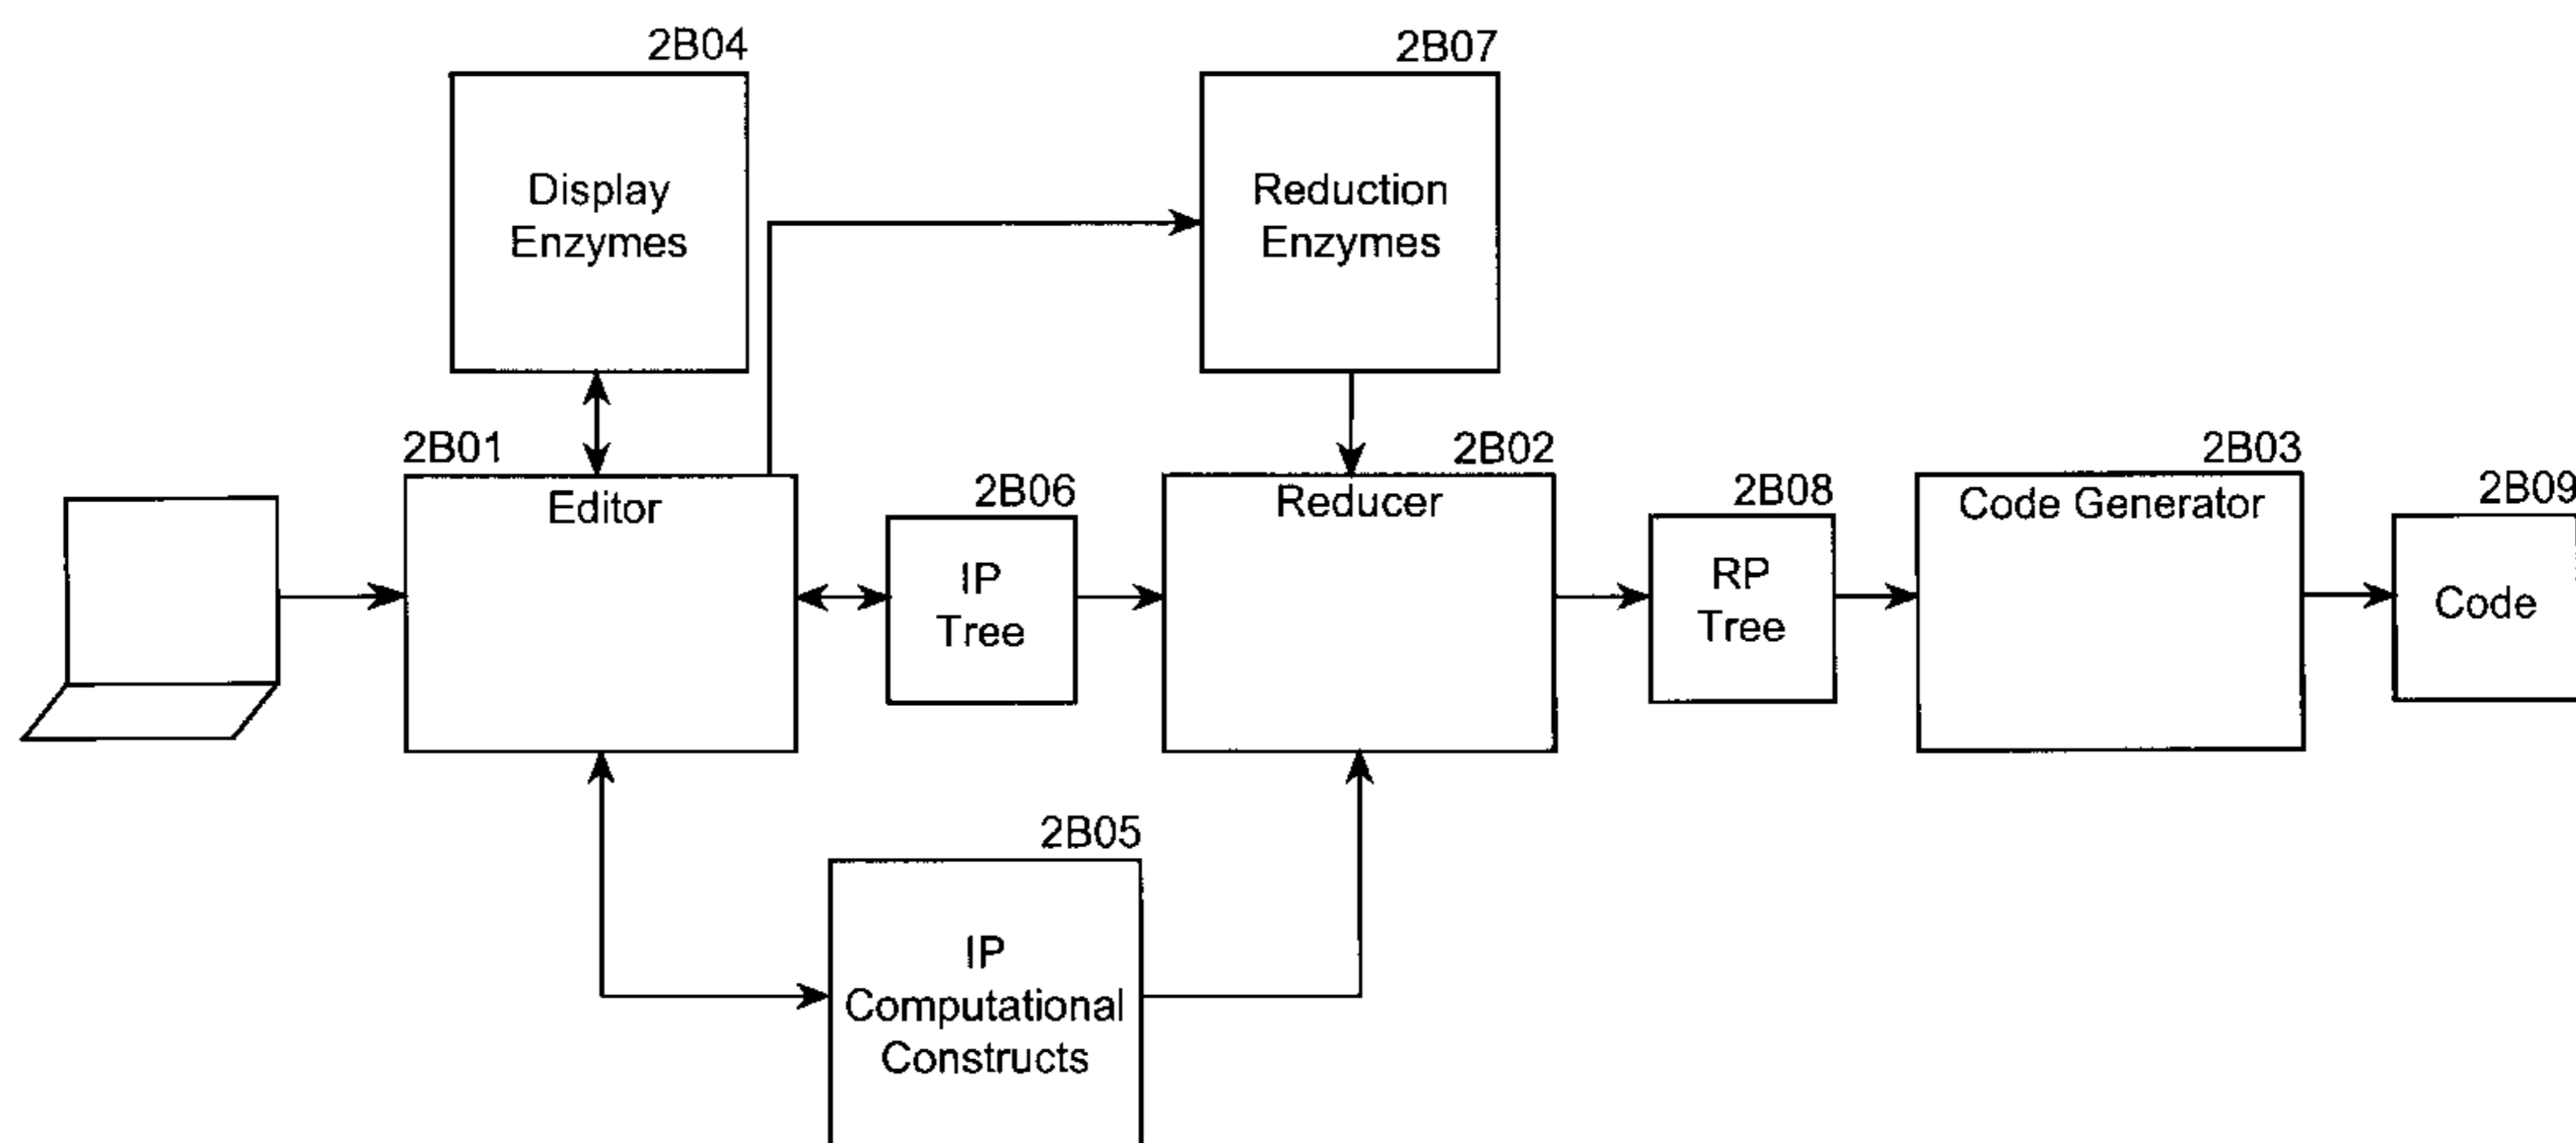 2B04
Display
Enzymes
2B07
Reduction
Enzymes
2B01
Editor
2B06
IP
Tree
2B02
Reducer
2B08
RP
Tree
2B03
Code Generator
2B09
Code
2B05
IP
Computational
Constructs